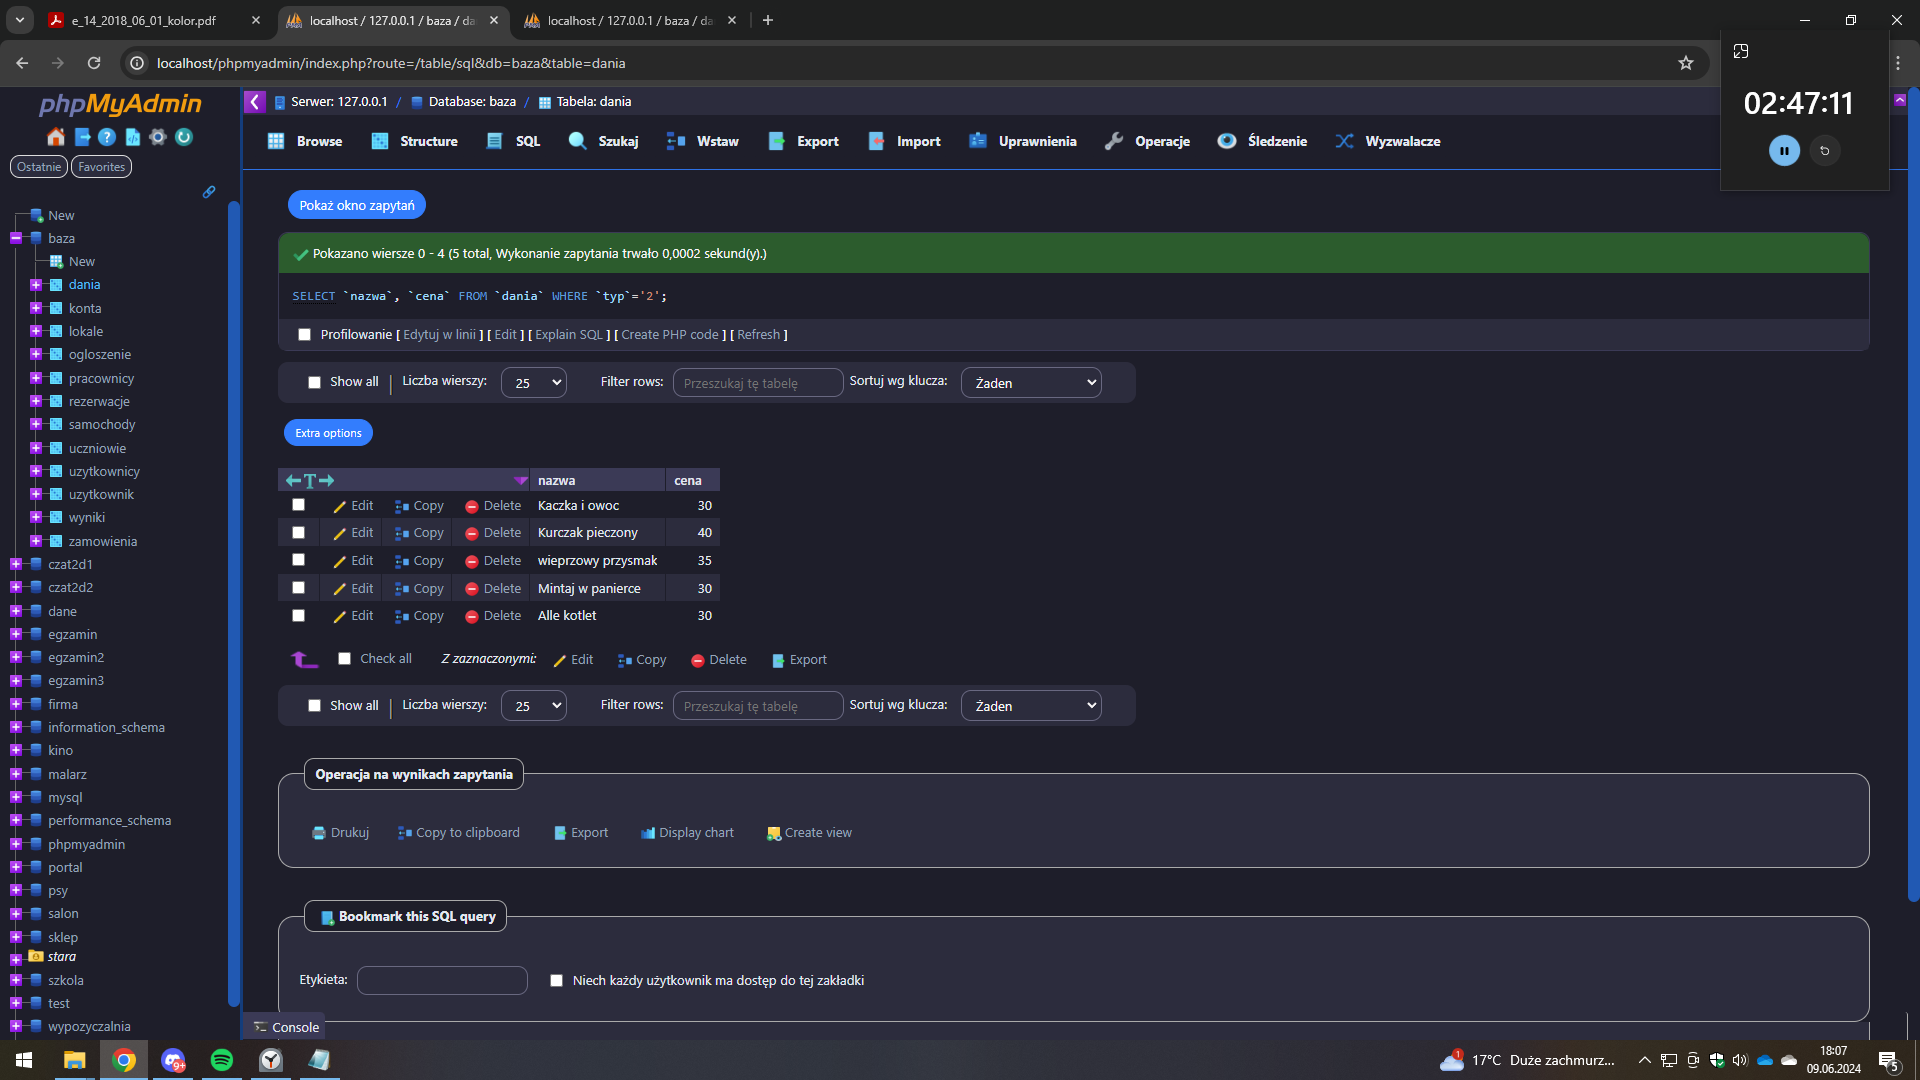 e_14_2018_06_01_kolor.pdf
localhost / 127.0.0.1 / baza / da
localhost / 127.0.0.1 / baza / da
localhost/phpmyadmin/index.php?route=/table/sql&db=baza&table=dania
02:47:11
phpMyAdmin
Ostatnie Favorites
New
baza
New
dania
konta
lokale
ogloszenie
pracownicy
rezerwacje
samochody
uczniowie
uzytkownicy
uzytkownik
wyniki
zamowienia
czat2d1
czat2d2
dane
egzamin
egzamin2
egzamin3
firma
information_schema
kino
malarz
mysql
performance_schema
phpmyadmin
portal
psy
salon
sklep
stara
szkola
test
wypozyczalnia
Serwer: 127.0.0.1 / Database: baza / Tabela: dania
Browse Structure SQL Szukaj Wstaw Export Import Uprawnienia Operacje Śledzenie Wyzwalacze
Pokaż okno zapytań
Pokazano wiersze 0 - 4 (5 total, Wykonanie zapytania trwało 0,0002 sekund(y).)
SELECT `nazwa`, `cena` FROM `dania` WHERE `typ`='2';
Profilowanie [ Edytuj w linii ] [ Edit ] [ Explain SQL ] [ Create PHP code ] [ Refresh ]
Show all | Liczba wierszy: 25 Filter rows: Przeszukaj tę tabelę Sortuj wg klucza: Żaden
Extra options
←T→ nazwa cena
Edit Copy Delete Kaczka i owoc 30
Edit Copy Delete Kurczak pieczony 40
Edit Copy Delete wieprzowy przysmak 35
Edit Copy Delete Mintaj w panierce 30
Edit Copy Delete Alle kotlet 30
Check all Z zaznaczonymi: Edit Copy Delete Export
Show all | Liczba wierszy: 25 Filter rows: Przeszukaj tę tabelę Sortuj wg klucza: Żaden
Operacja na wynikach zapytania
Drukuj Copy to clipboard Export Display chart Create view
Bookmark this SQL query
Etykieta: Niech każdy użytkownik ma dostęp do tej zakładki
Console
9+
1
17°C Duże zachmurz...
18:07
09.06.2024
5